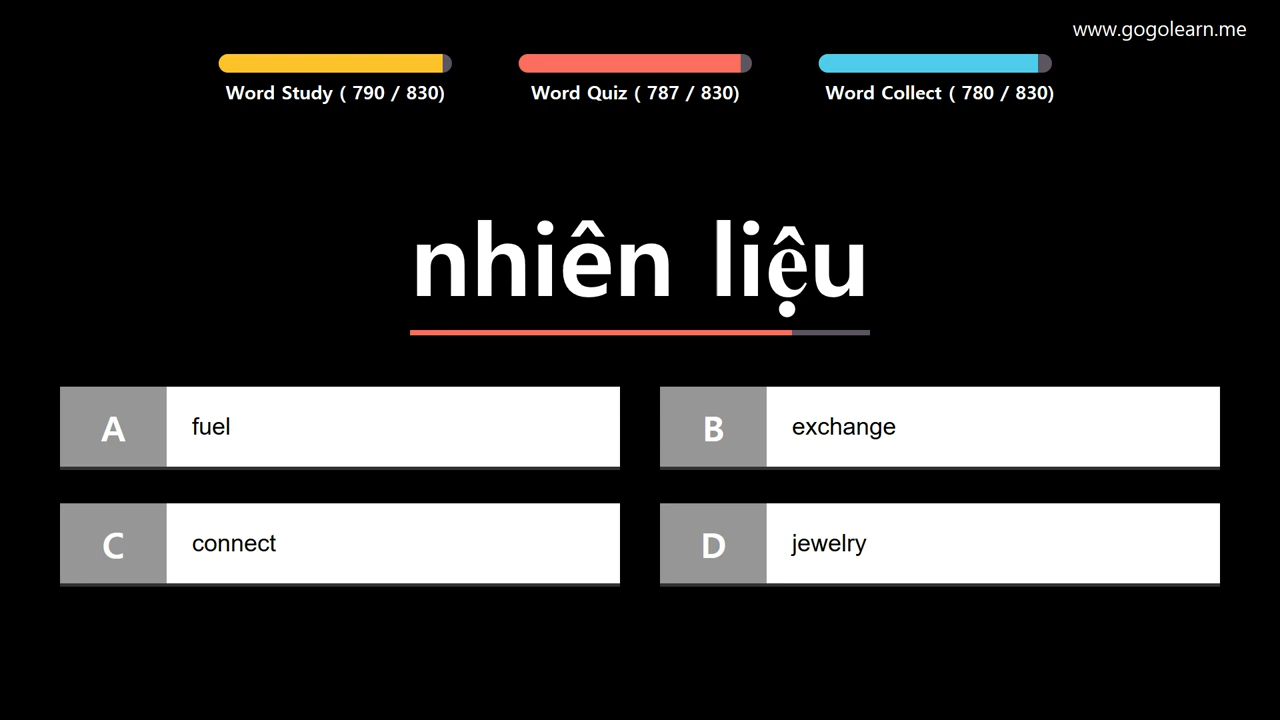 www.gogolearn.me
Word Study ( 790 / 830)
Word Quiz ( 787 / 830)
Word Collect ( 780 / 830)
nhiên liệu
A fuel
B exchange
C connect
D jewelry